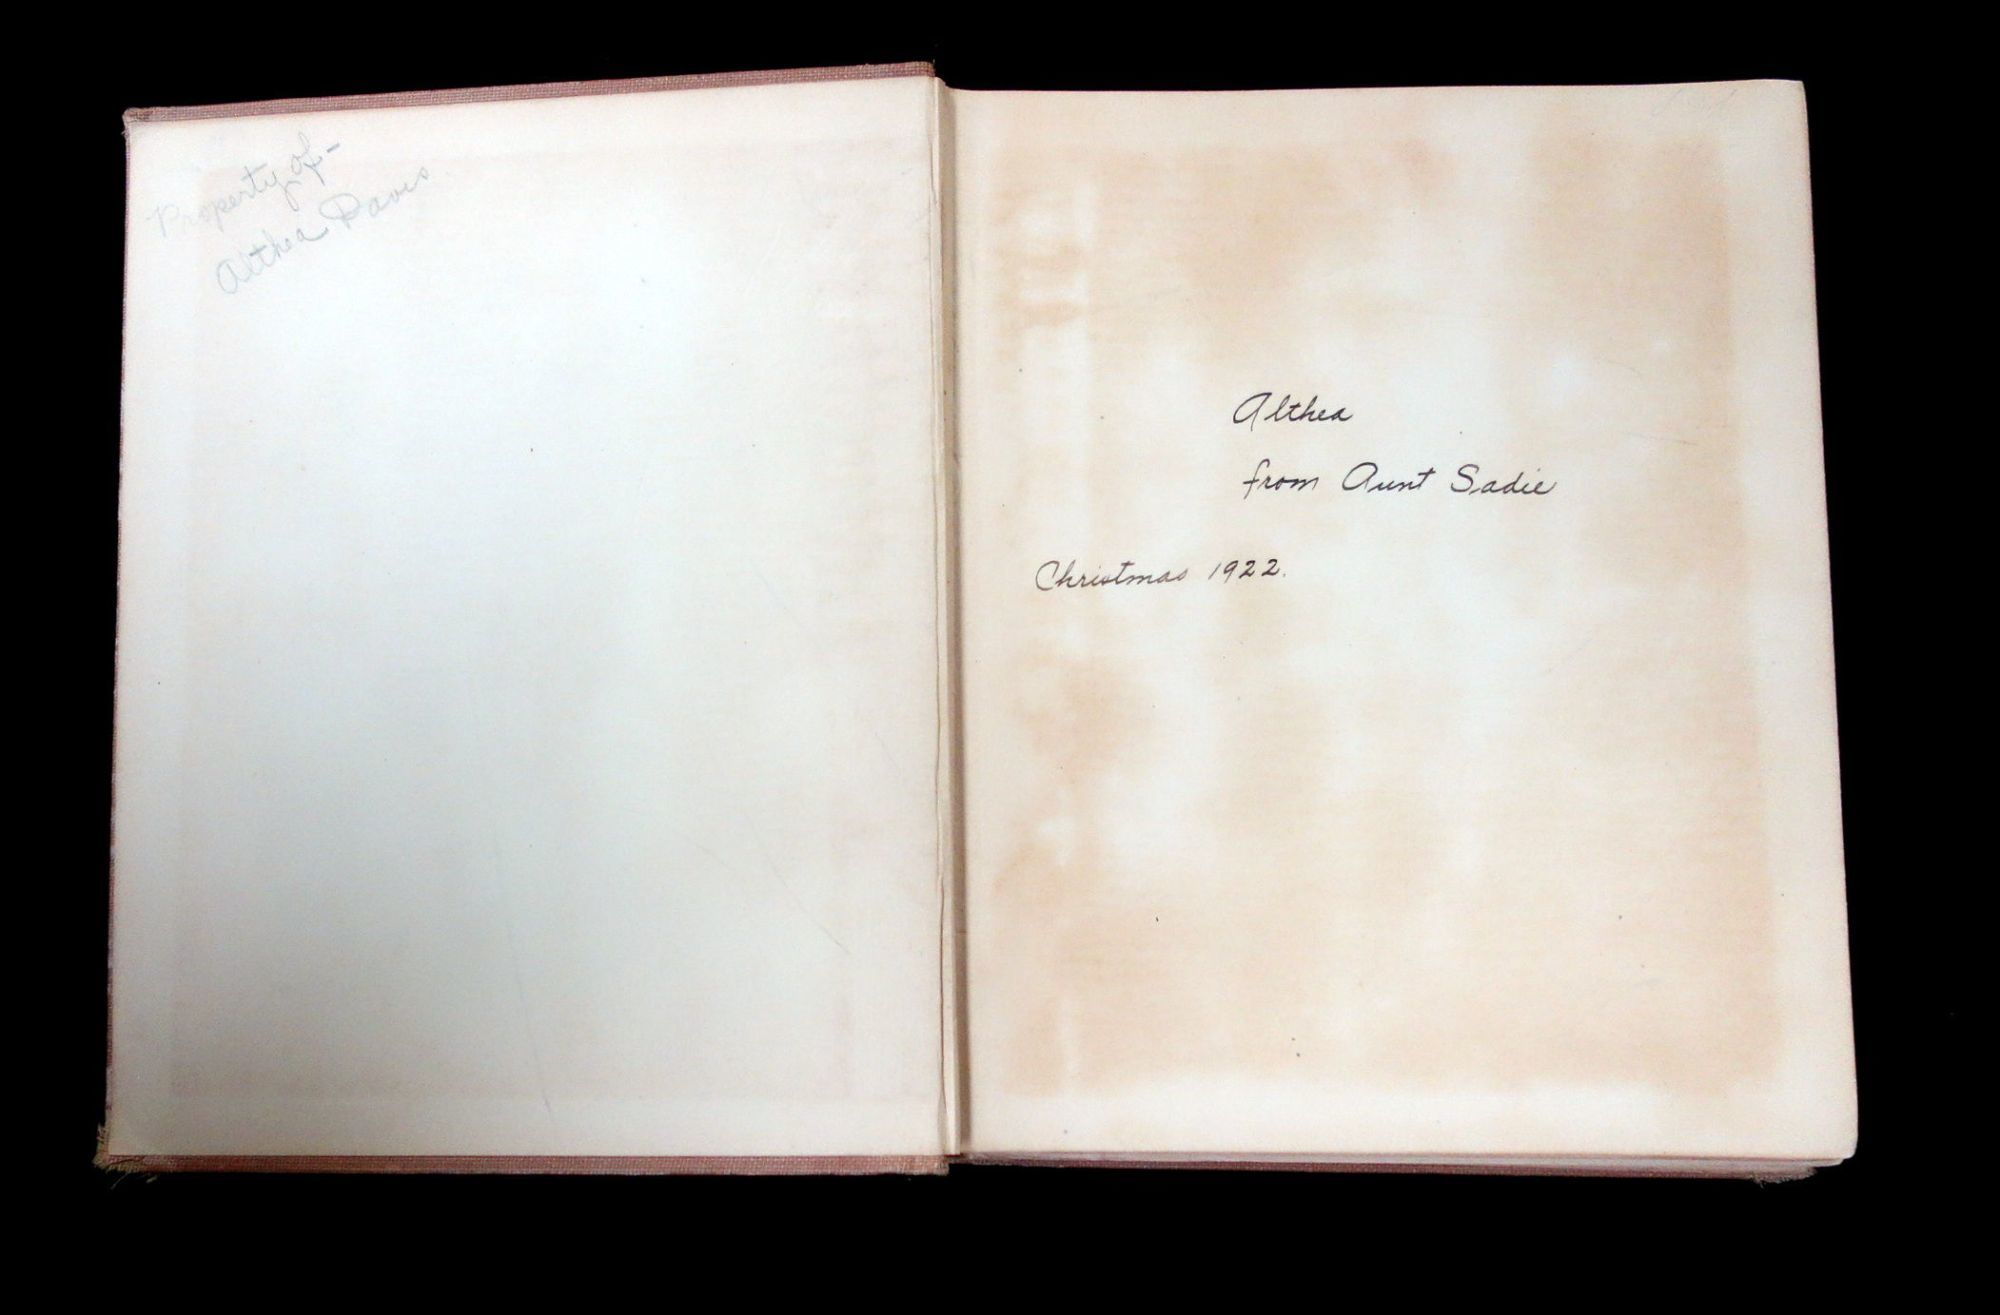 Property of-
Althea Davis.
Althea
from Aunt Sadie
Christmas 1922.